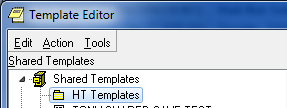 Template Editor
Edit Action Tools
Shared Templates
Shared Templates
HT Templates